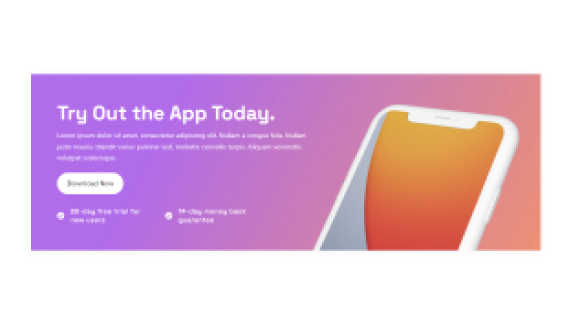 Try Out the App Today.
Lorem ipsum dolor sit amet, consectetur adipiscing elit. Nullam a congue felis. Nullam
justo mauris, blandit varius pulvinar sed, molestie convallis turpis. Aliquam venenatis
volutpat scelerisque.
Download Now
-day free trial for
new users
14-day money back
guarantee